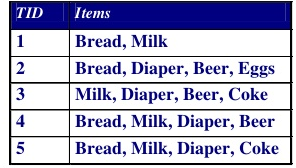 TID Items
1 Bread, Milk
2 Bread, Diaper, Beer, Eggs
3 Milk, Diaper, Beer, Coke
4 Bread, Milk, Diaper, Beer
5 Bread, Milk, Diaper, Coke